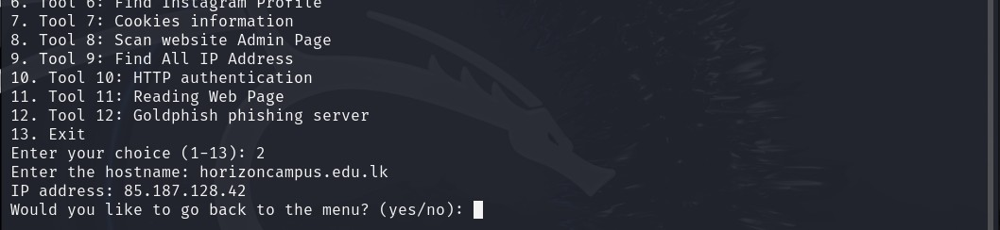 6. Tool 6: Find Instagram Profile
7. Tool 7: Cookies information
8. Tool 8: Scan website Admin Page
9. Tool 9: Find All IP Address
10. Tool 10: HTTP authentication
11. Tool 11: Reading Web Page
12. Tool 12: Goldphish phishing server
13. Exit
Enter your choice (1-13): 2
Enter the hostname: horizoncampus.edu.lk
IP address: 85.187.128.42
Would you like to go back to the menu? (yes/no):